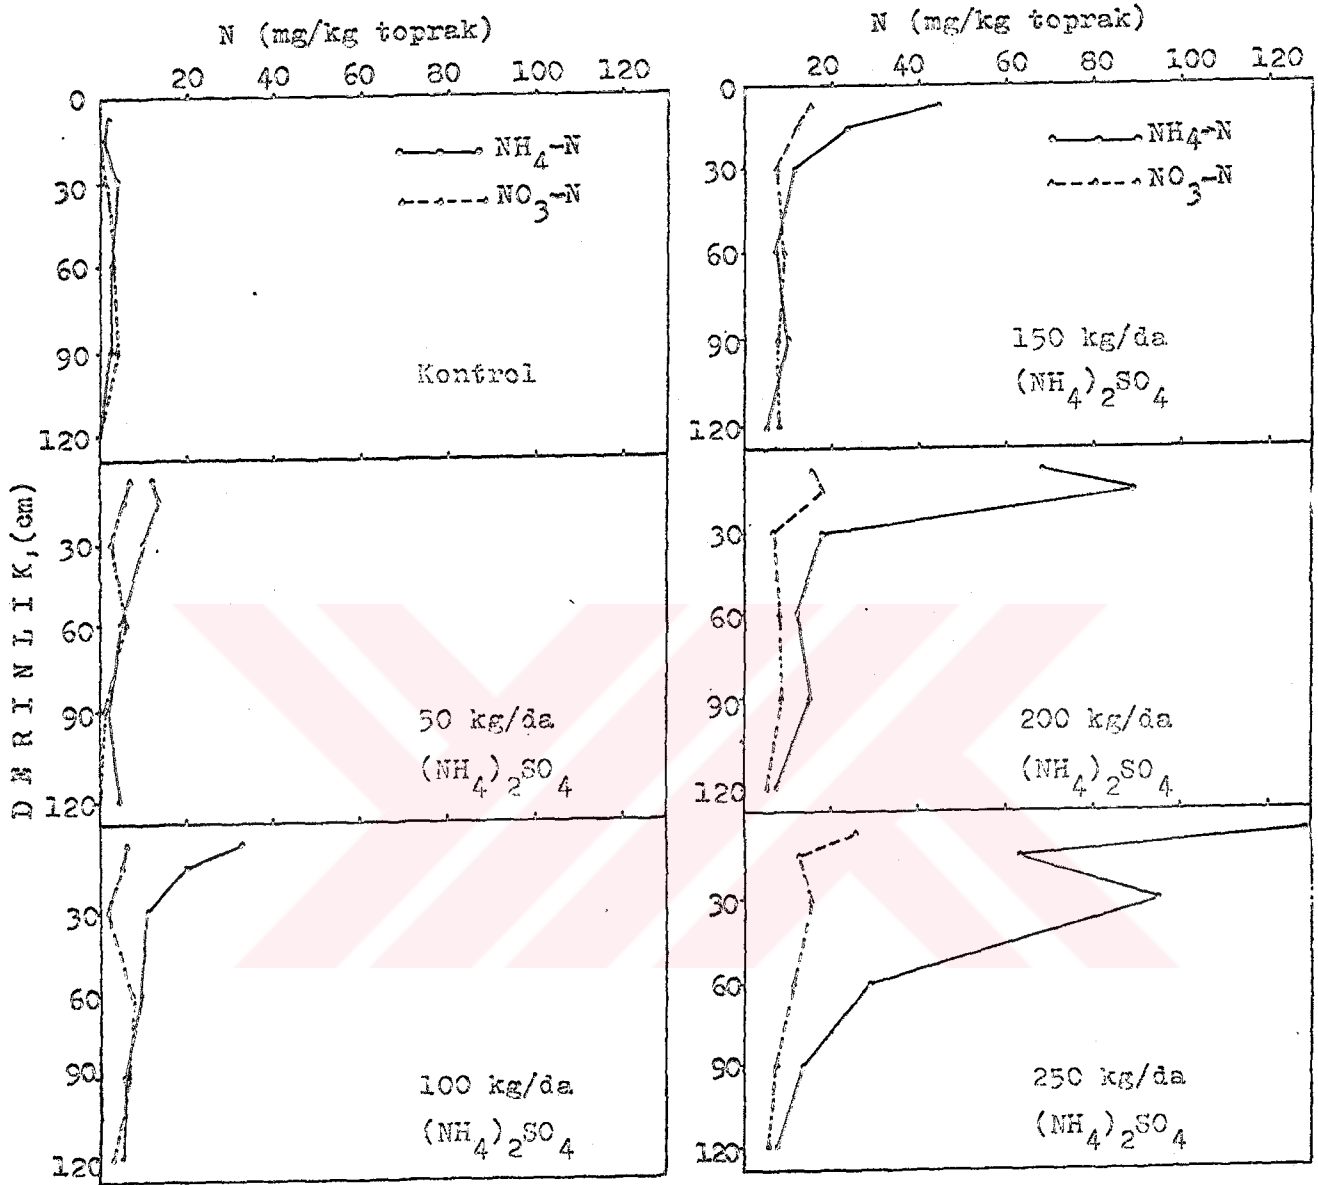 N (mg/kg toprak)
20 40 60 80 100 120
0
30
60
90
120
NH4-N
NO3-N
Kontrol
30
60
90
120
50 kg/da
(NH4)2SO4
30
60
90
120
100 kg/da
(NH4)2SO4
DERINLIK,(cm)
N (mg/kg toprak)
20 40 60 80 100 120
0
30
60
90
120
NH4-N
NO3-N
150 kg/da
(NH4)2SO4
30
60
90
120
200 kg/da
(NH4)2SO4
30
60
90
120
250 kg/da
(NH4)2SO4